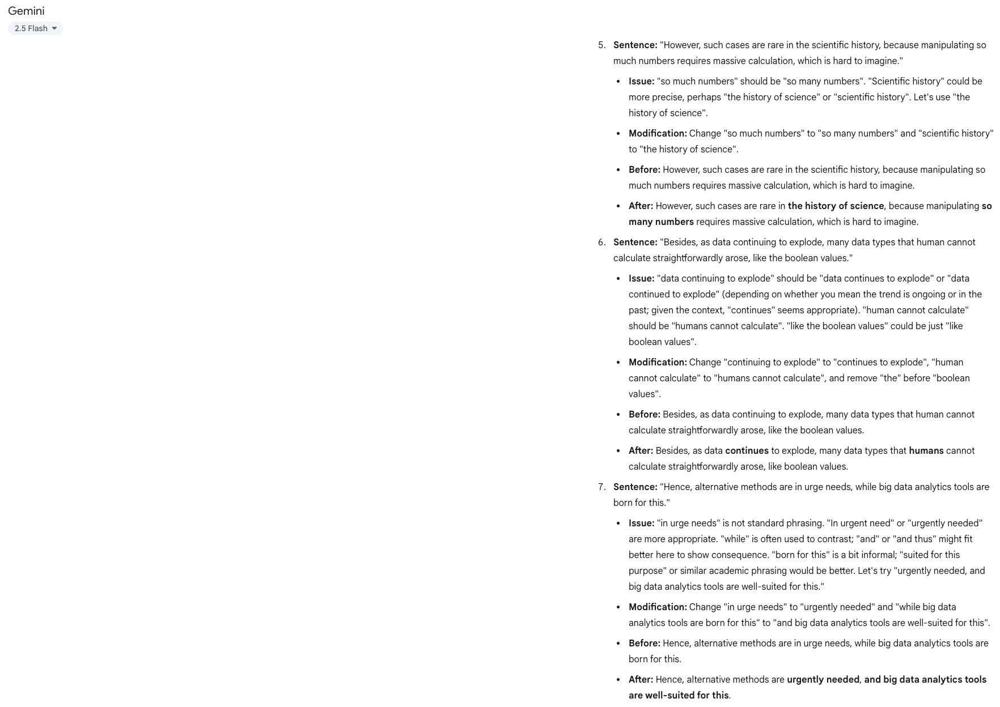 Gemini
2.5 Flash
5. Sentence: "However, such cases are rare in the scientific history, because manipulating so
much numbers requires massive calculation, which is hard to imagine."
• Issue: "so much numbers" should be "so many numbers". "Scientific history" could be
more precise, perhaps "the history of science" or "scientific history". Let's use "the
history of science".
• Modification: Change "so much numbers" to "so many numbers" and "scientific history"
to "the history of science".
• Before: However, such cases are rare in the scientific history, because manipulating so
much numbers requires massive calculation, which is hard to imagine.
• After: However, such cases are rare in the history of science, because manipulating so
many numbers requires massive calculation, which is hard to imagine.
6. Sentence: "Besides, as data continuing to explode, many data types that human cannot
calculate straightforwardly arose, like the boolean values."
• Issue: "data continuing to explode" should be "data continues to explode" or "data
continued to explode" (depending on whether you mean the trend is ongoing or in the
past; given the context, "continues" seems appropriate). "human cannot calculate"
should be "humans cannot calculate". "like the boolean values" could be just "like
boolean values".
• Modification: Change "continuing to explode" to "continues to explode", "human
cannot calculate" to "humans cannot calculate", and remove "the" before "boolean
values".
• Before: Besides, as data continuing to explode, many data types that human cannot
calculate straightforwardly arose, like the boolean values.
• After: Besides, as data continues to explode, many data types that humans cannot
calculate straightforwardly arose, like boolean values.
7. Sentence: "Hence, alternative methods are in urge needs, while big data analytics tools are
born for this."
• Issue: "in urge needs" is not standard phrasing. "In urgent need" or "urgently needed"
are more appropriate. "while" is often used to contrast; "and" or "and thus" might fit
better here to show consequence. "born for this" is a bit informal; "suited for this
purpose" or similar academic phrasing would be better. Let's try "urgently needed, and
big data analytics tools are well-suited for this."
• Modification: Change "in urge needs" to "urgently needed" and "while big data
analytics tools are born for this" to "and big data analytics tools are well-suited for this".
• Before: Hence, alternative methods are in urge needs, while big data analytics tools are
born for this.
• After: Hence, alternative methods are urgently needed, and big data analytics tools
are well-suited for this.